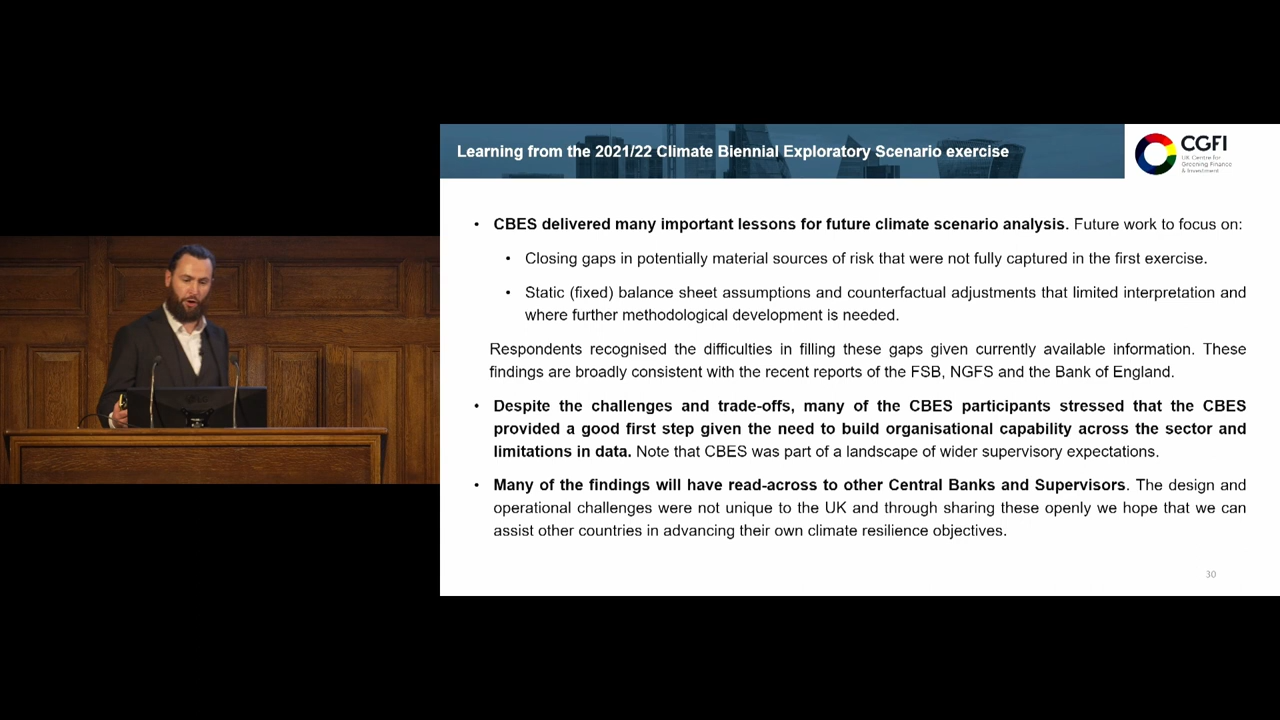 Learning from the 2021/22 Climate Biennial Exploratory Scenario exercise
CGFI
UK Centre for
Greening Finance
& Investment
• CBES delivered many important lessons for future climate scenario analysis. Future work to focus on:
• Closing gaps in potentially material sources of risk that were not fully captured in the first exercise.
• Static (fixed) balance sheet assumptions and counterfactual adjustments that limited interpretation and
where further methodological development is needed.
Respondents recognised the difficulties in filling these gaps given currently available information. These
findings are broadly consistent with the recent reports of the FSB, NGFS and the Bank of England.
• Despite the challenges and trade-offs, many of the CBES participants stressed that the CBES
provided a good first step given the need to build organisational capability across the sector and
limitations in data. Note that CBES was part of a landscape of wider supervisory expectations.
• Many of the findings will have read-across to other Central Banks and Supervisors. The design and
operational challenges were not unique to the UK and through sharing these openly we hope that we can
assist other countries in advancing their own climate resilience objectives.
30